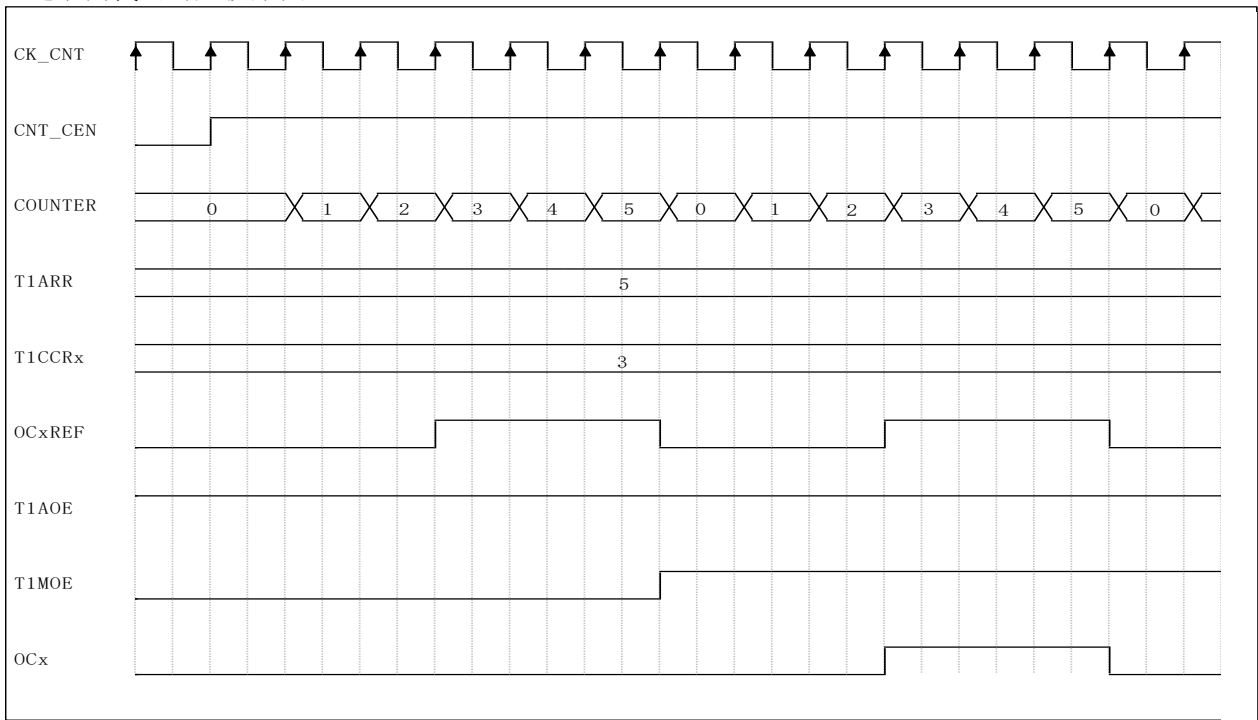 CK_CNT
CNT_CEN
COUNTER 0 1 2 3 4 5 0 1 2 3 4 5 0
T1ARR 5
T1CCRx 3
OCxREF
T1AOE
T1MOE
OCx